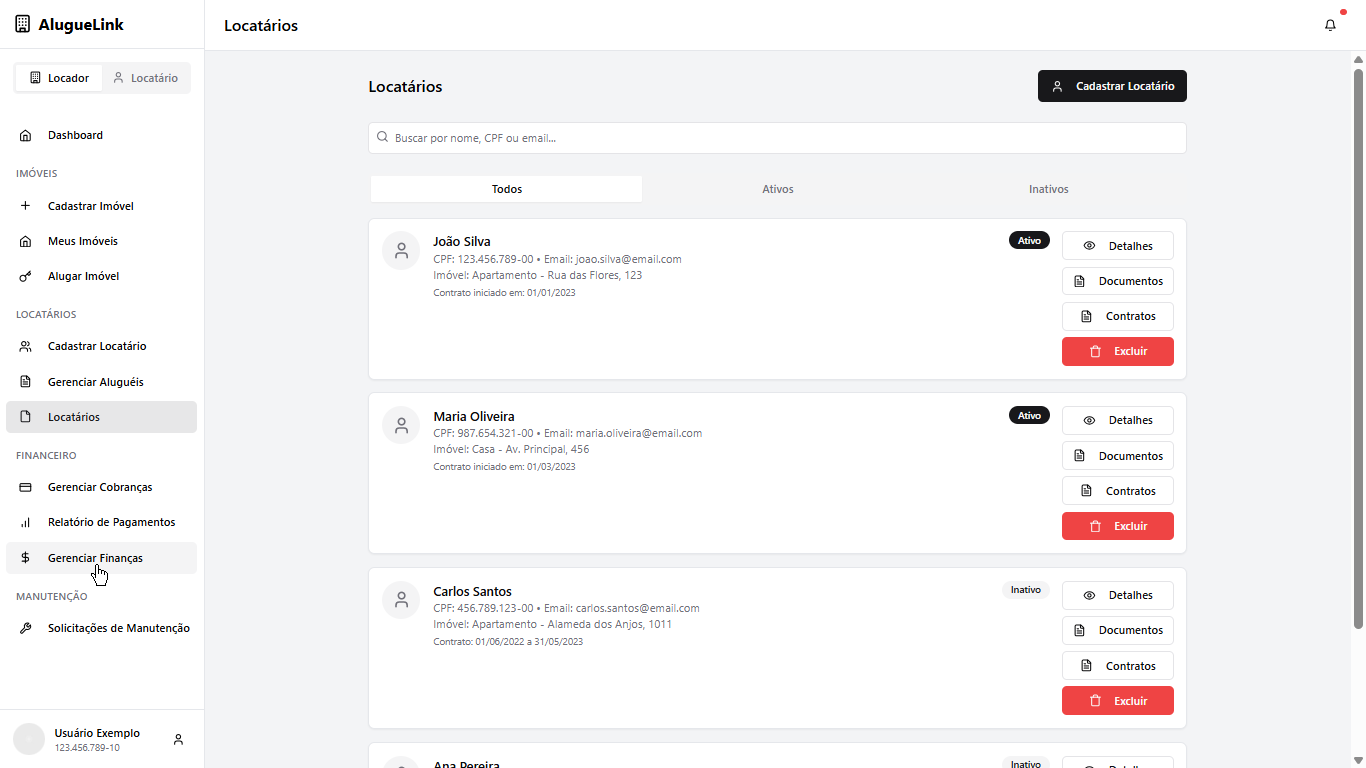 AlugueLink
Locador
Locatário
Dashboard
IMÓVEIS
Cadastrar Imóvel
Meus Imóveis
Alugar Imóvel
LOCATÁRIOS
Cadastrar Locatário
Gerenciar Aluguéis
Locatários
FINANCEIRO
Gerenciar Cobranças
Relatório de Pagamentos
Gerenciar Finanças
MANUTENÇÃO
Solicitações de Manutenção
Usuário Exemplo
123.456.789-10
Locatários
Locatários
Cadastrar Locatário
Buscar por nome, CPF ou email...
Todos
Ativos
Inativos
João Silva
CPF: 123.456.789-00 • Email: joao.silva@email.com
Imóvel: Apartamento - Rua das Flores, 123
Contrato iniciado em: 01/01/2023
Ativo
Detalhes
Documentos
Contratos
Excluir
Maria Oliveira
CPF: 987.654.321-00 • Email: maria.oliveira@email.com
Imóvel: Casa - Av. Principal, 456
Contrato iniciado em: 01/03/2023
Ativo
Detalhes
Documentos
Contratos
Excluir
Carlos Santos
CPF: 456.789.123-00 • Email: carlos.santos@email.com
Imóvel: Apartamento - Alameda dos Anjos, 1011
Contrato: 01/06/2022 a 31/05/2023
Inativo
Detalhes
Documentos
Contratos
Excluir
Ana Pereira
Inativo
Detalhes